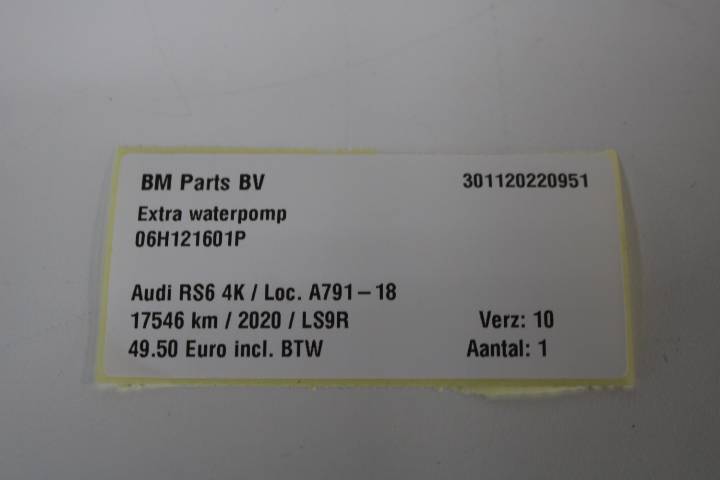 BM Parts BV 301120220951
Extra waterpomp
06H121601P
Audi RS6 4K / Loc. A791-18
17546 km / 2020 / LS9R Verz: 10
49.50 Euro incl. BTW Aantal: 1